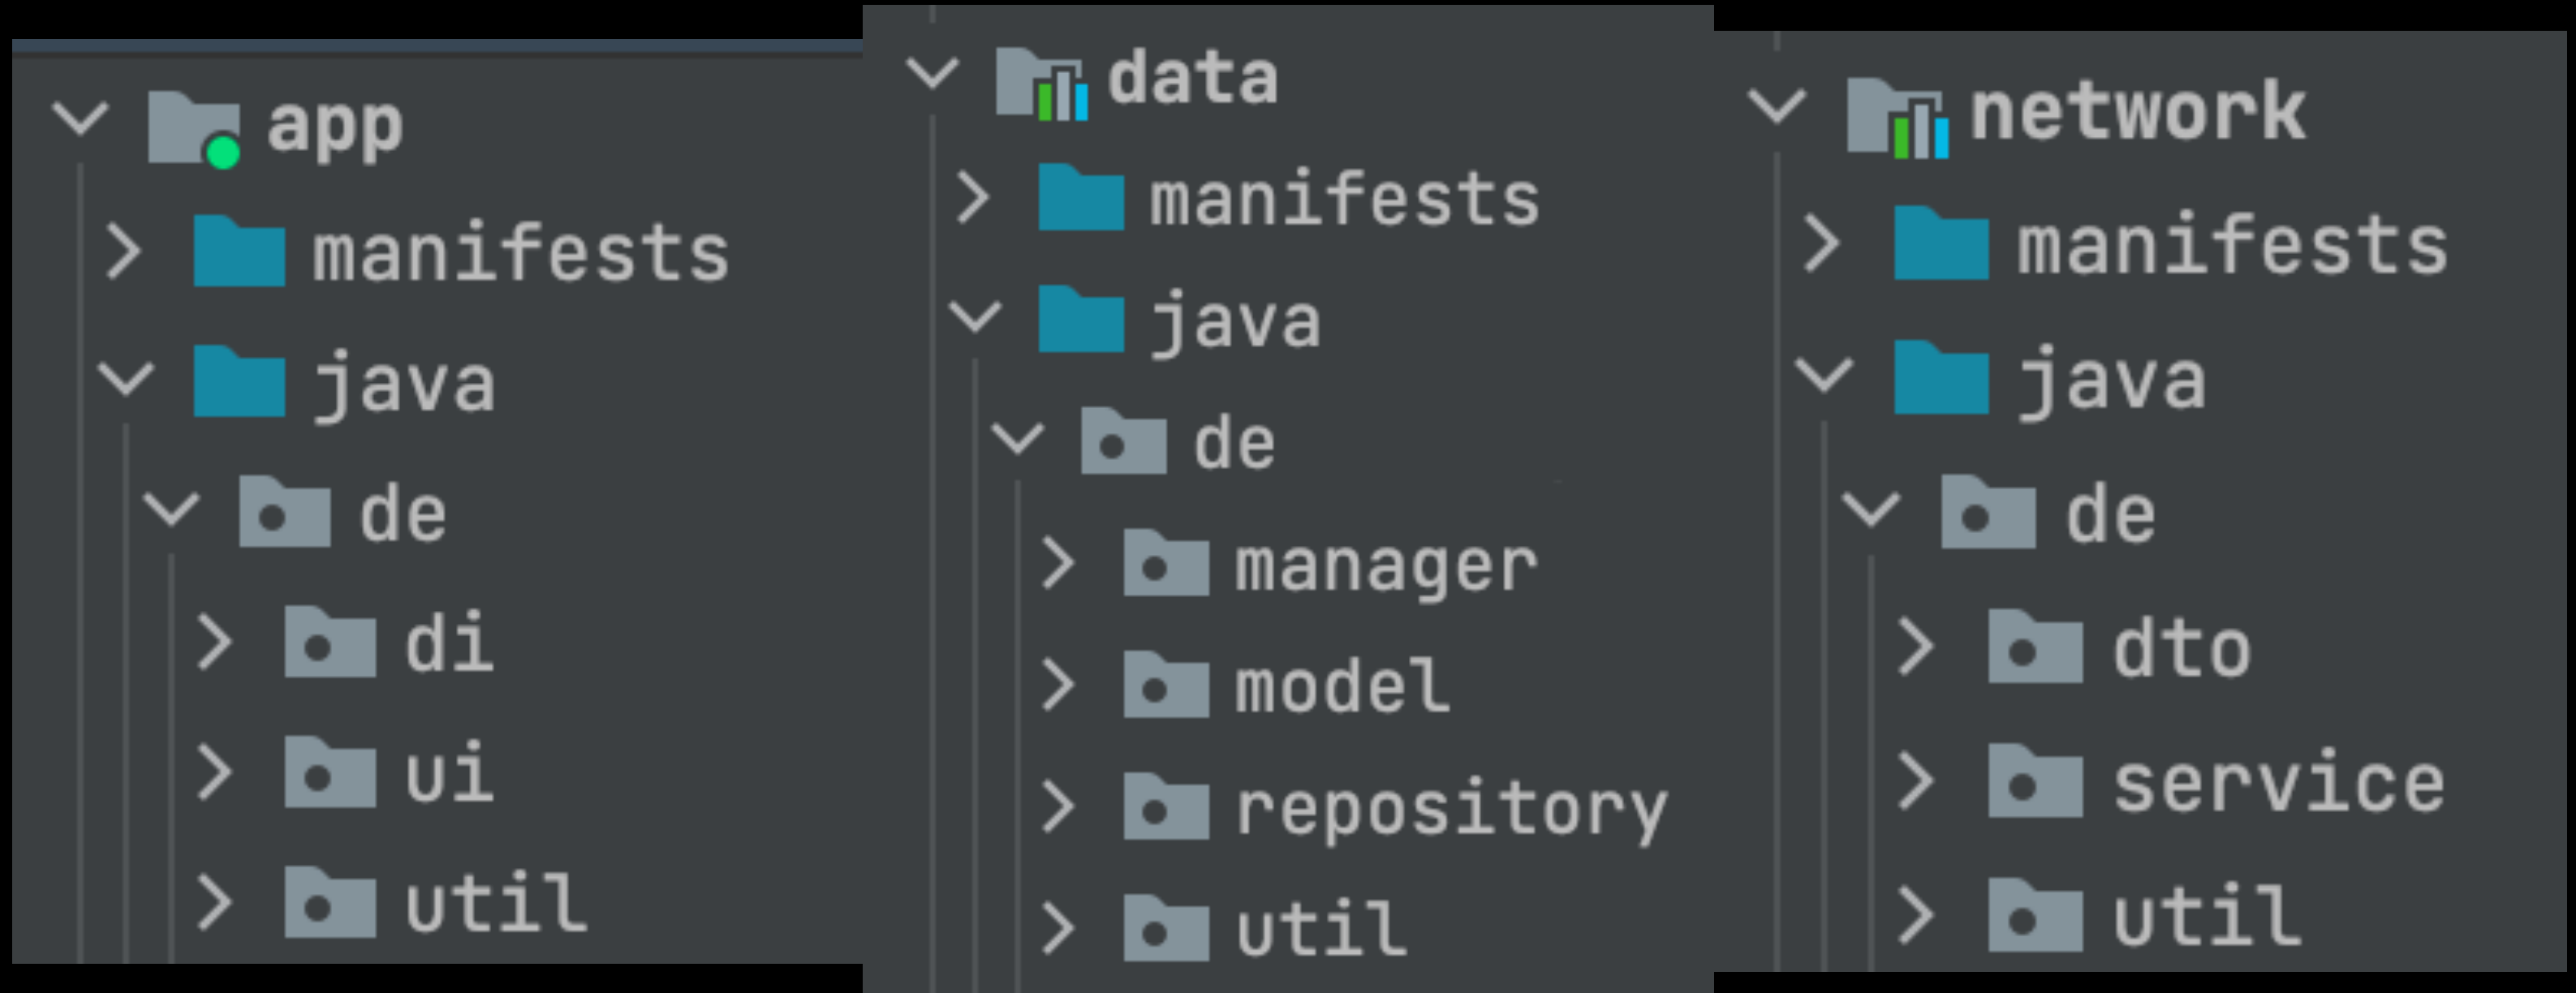 app
manifests
java
de
di
ui
util
data
manifests
java
de
manager
model
repository
util
network
manifests
java
de
dto
service
util